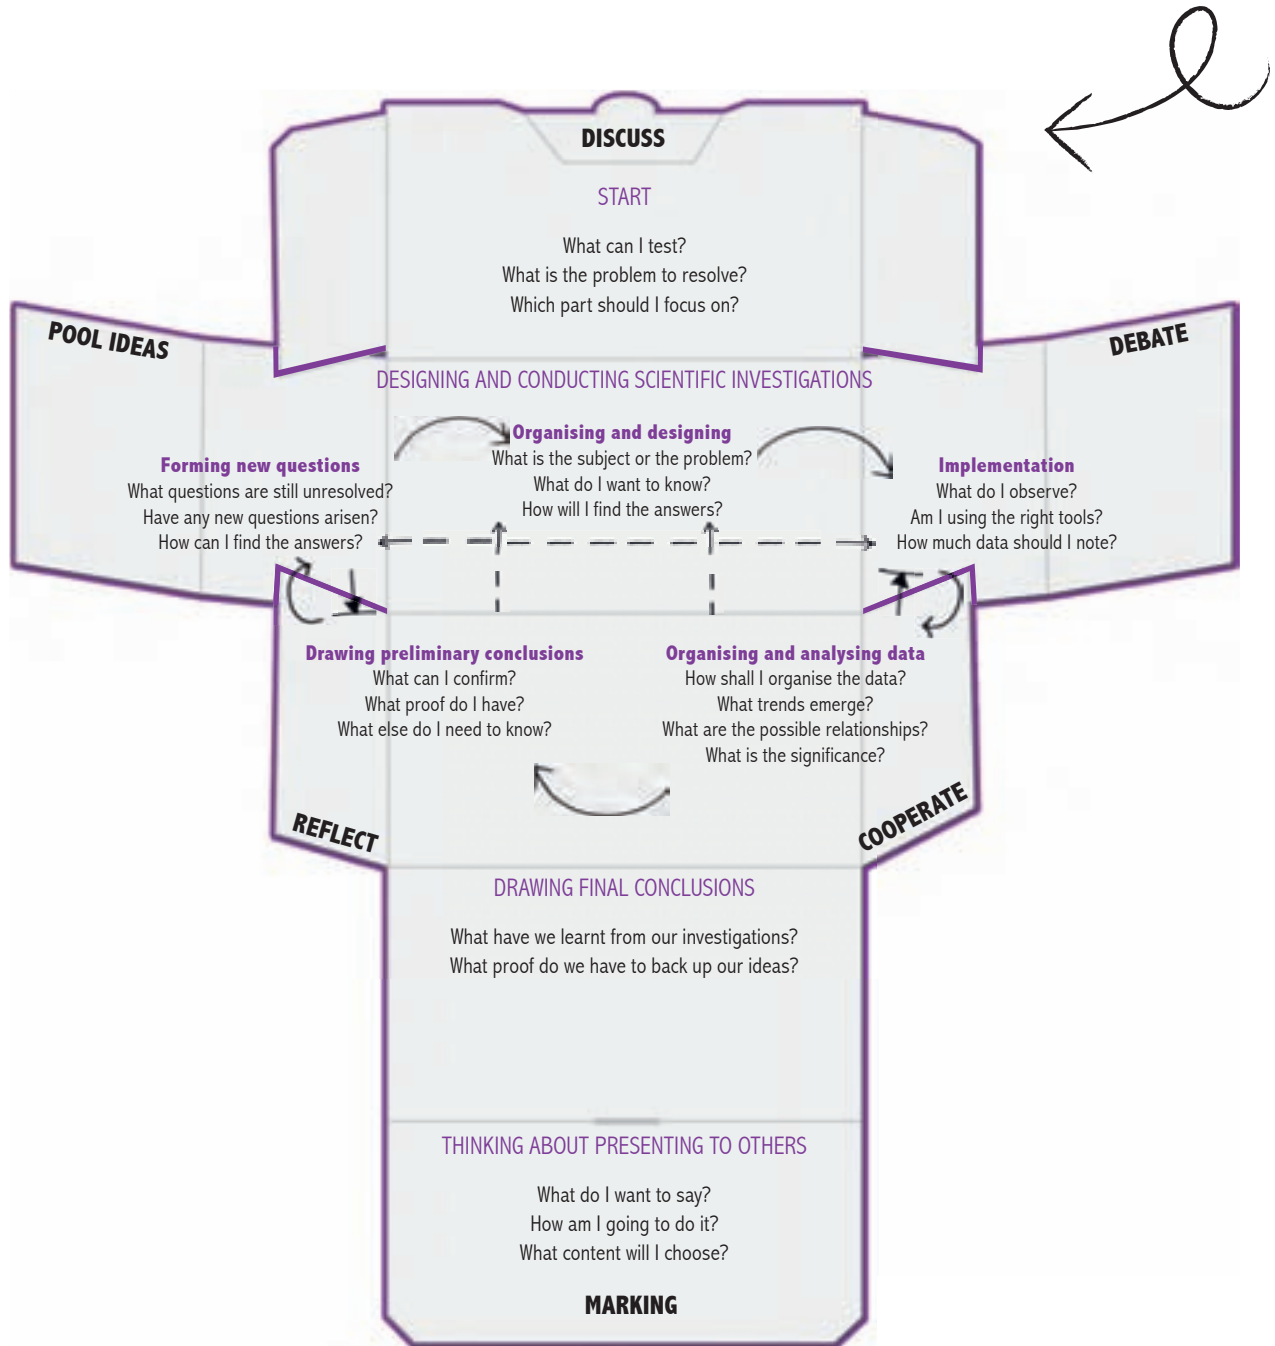 DISCUSS
START
What can I test?
What is the problem to resolve?
Which part should I focus on?
POOL IDEAS
DEBATE
DESIGNING AND CONDUCTING SCIENTIFIC INVESTIGATIONS
Organising and designing
What is the subject or the problem?
What do I want to know?
How will I find the answers?
Forming new questions
What questions are still unresolved?
Have any new questions arisen?
How can I find the answers?
Implementation
What do I observe?
Am I using the right tools?
How much data should I note?
Drawing preliminary conclusions
What can I confirm?
What proof do I have?
What else do I need to know?
Organising and analysing data
How shall I organise the data?
What trends emerge?
What are the possible relationships?
What is the significance?
REFLECT
COOPERATE
DRAWING FINAL CONCLUSIONS
What have we learnt from our investigations?
What proof do we have to back up our ideas?
THINKING ABOUT PRESENTING TO OTHERS
What do I want to say?
How am I going to do it?
What content will I choose?
MARKING